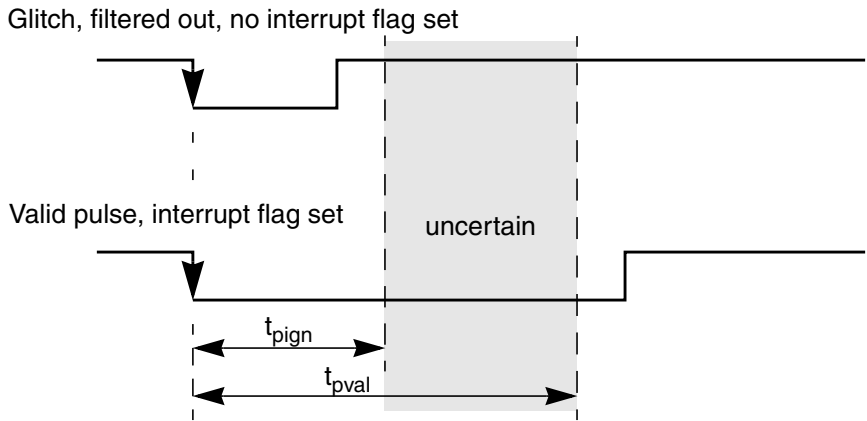 Glitch, filtered out, no interrupt flag set
Valid pulse, interrupt flag set
uncertain
tpign
tpval